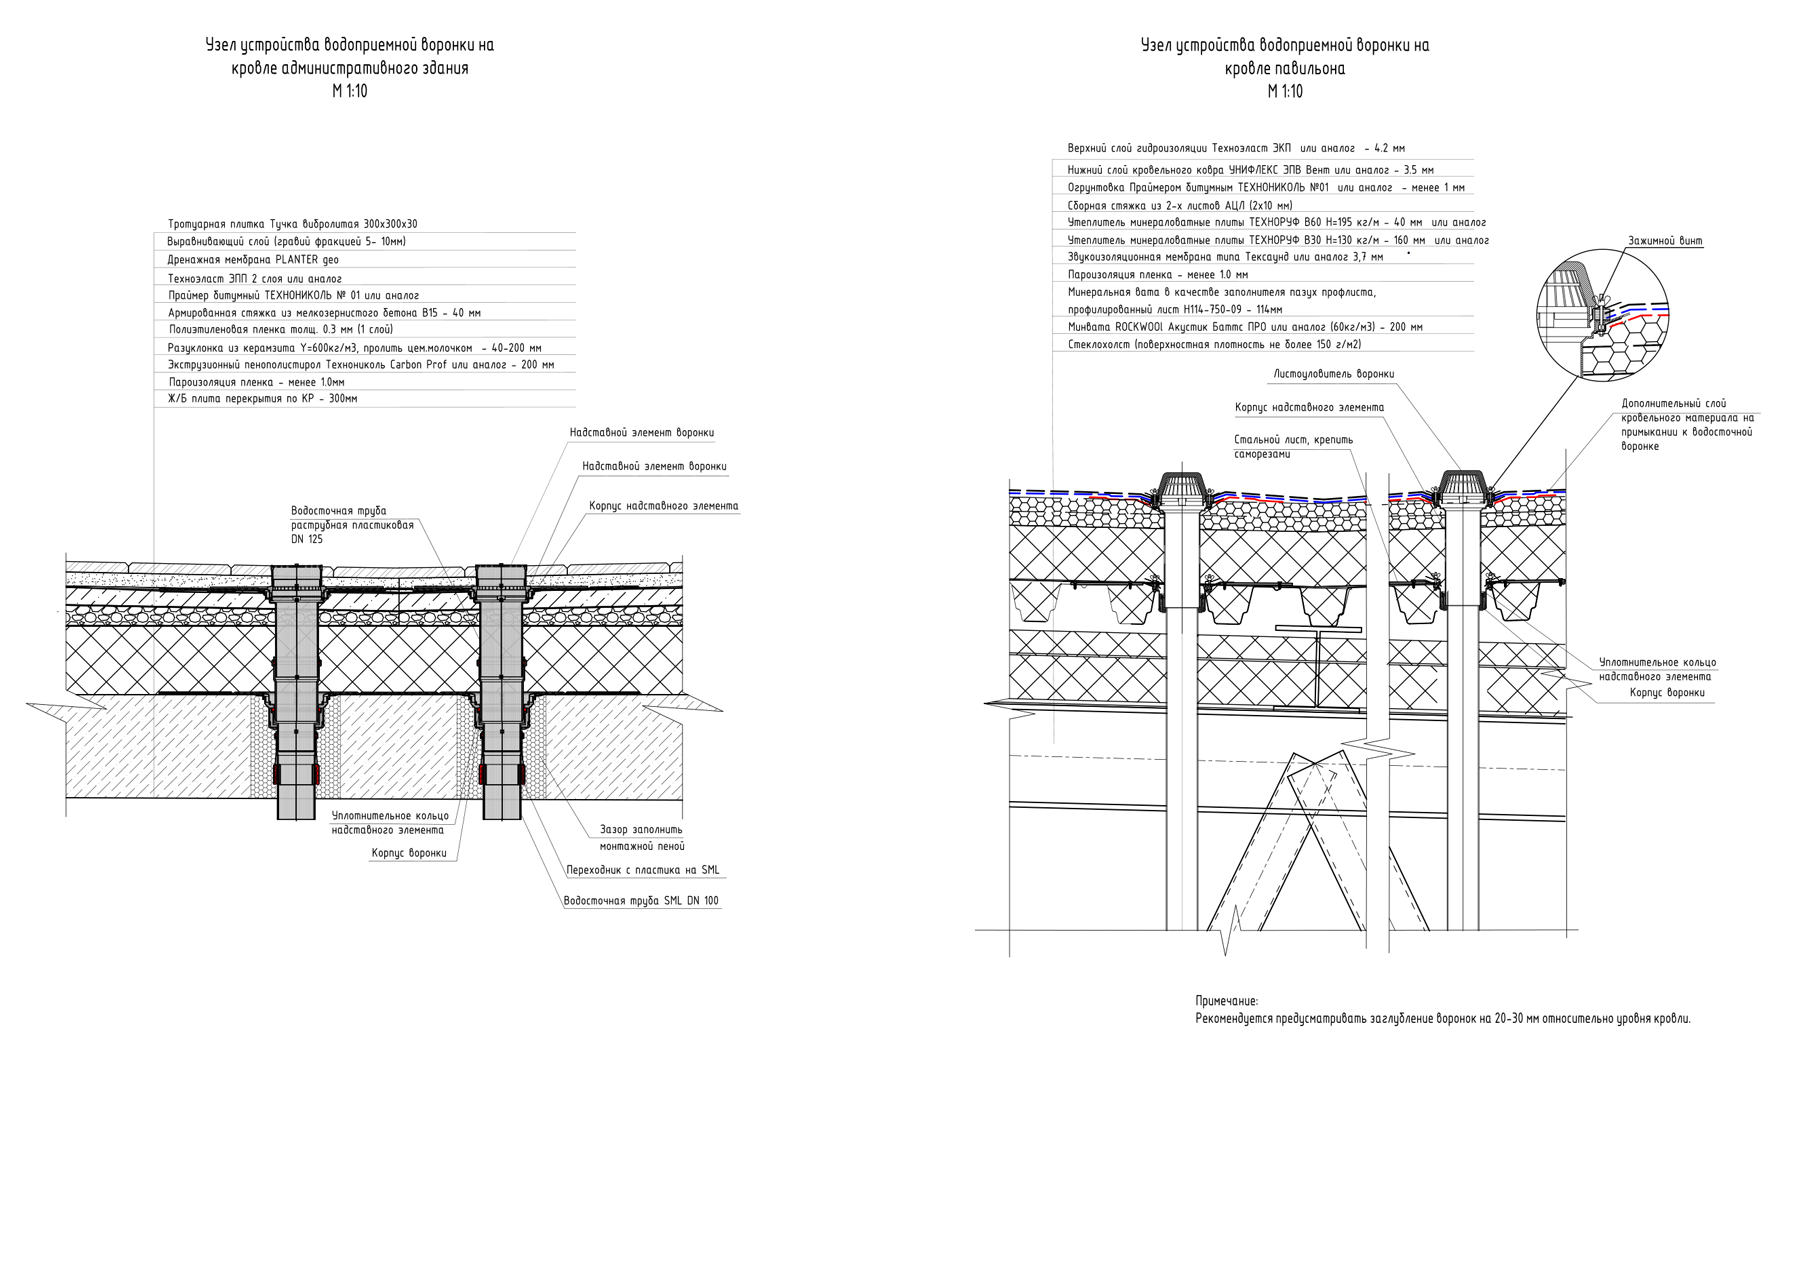 Узел устройства водоприемной воронки на
кровле административного здания
М 1:10
Тротуарная плитка Тучка вибролитая 300х300х30
Выравнивающий слой (гравий фракцией 5- 10мм)
Дренажная мембрана PLANTER geo
Техноэласт ЭПП 2 слоя или аналог
Праймер битумный ТЕХНОНИКОЛЬ № 01 или аналог
Армированная стяжка из мелкозернистого бетона В15 - 40 мм
Полиэтиленовая пленка толщ. 0.3 мм (1 слой)
Разуклонка из керамзита Y=600кг/м3, пролить цем.молочком - 40-200 мм
Экструзионный пенополистирол Технониколь Carbon Prof или аналог - 200 мм
Пароизоляция пленка - менее 1.0мм
Ж/Б плита перекрытия по КР - 300мм
Надставной элемент воронки
Надставной элемент воронки
Корпус надставного элемента
Водосточная труба
раструбная пластиковая
DN 125
Уплотнительное кольцо
надставного элемента
Корпус воронки
Зазор заполнить
монтажной пеной
Переходник с пластика на SML
Водосточная труба SML DN 100
Узел устройства водоприемной воронки на
кровле павильона
М 1:10
Верхний слой гидроизоляции Техноэласт ЭКП или аналог - 4.2 мм
Нижний слой кровельного ковра УНИФЛЕКС ЭПВ Вент или аналог - 3.5 мм
Огрунтовка Праймером битумным ТЕХНОНИКОЛЬ №01 или аналог - менее 1 мм
Сборная стяжка из 2-х листов АЦЛ (2х10 мм)
Утеплитель минераловатные плиты ТЕХНОРУФ В60 Н=195 кг/м - 40 мм или аналог
Утеплитель минераловатные плиты ТЕХНОРУФ В30 Н=130 кг/м - 160 мм или аналог
Звукоизоляционная мембрана типа Тексаунд или аналог 3,7 мм
Пароизоляция пленка - менее 1.0 мм
Минеральная вата в качестве заполнителя пазух профлиста,
профилированный лист Н114-750-09 - 114мм
Минвата ROCKWOOL Акустик Баттс ПРО или аналог (60кг/м3) - 200 мм
Стеклохолст (поверхностная плотность не более 150 г/м2)
Зажимной винт
Листоуловитель воронки
Корпус надставного элемента
Стальной лист, крепить
саморезами
Дополнительный слой
кровельного материала на
примыкании к водосточной
воронке
Уплотнительное кольцо
надставного элемента
Корпус воронки
Примечание:
Рекомендуется предусматривать заглубление воронок на 20-30 мм относительно уровня кровли.